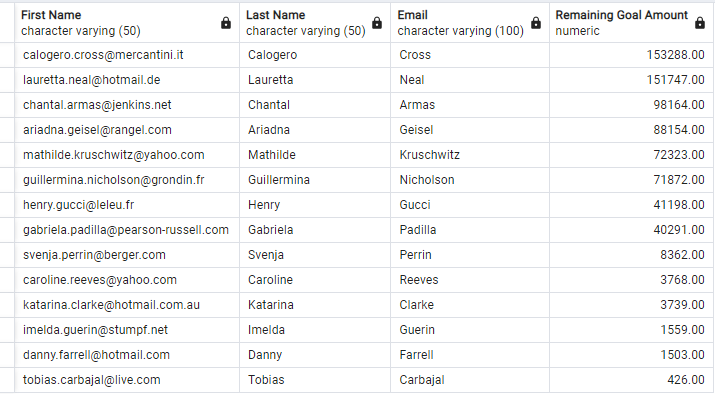 First Name Last Name Email Remaining Goal Amount
character varying (50) character varying (50) character varying (100) numeric
calogero.cross@mercantini.it Calogero Cross 153288.00
lauretta.neal@hotmail.de Lauretta Neal 151747.00
chantal.armas@jenkins.net Chantal Armas 98164.00
ariadna.geisel@rangel.com Ariadna Geisel 88154.00
mathilde.kruschwitz@yahoo.com Mathilde Kruschwitz 72323.00
guillermina.nicholson@grondin.fr Guillermina Nicholson 71872.00
henry.gucci@leleu.fr Henry Gucci 41198.00
gabriela.padilla@pearson-russell.com Gabriela Padilla 40291.00
svenja.perrin@berger.com Svenja Perrin 8362.00
caroline.reeves@yahoo.com Caroline Reeves 3768.00
katarina.clarke@hotmail.com.au Katarina Clarke 3739.00
imelda.guerin@stumpf.net Imelda Guerin 1559.00
danny.farrell@hotmail.com Danny Farrell 1503.00
tobias.carbajal@live.com Tobias Carbajal 426.00